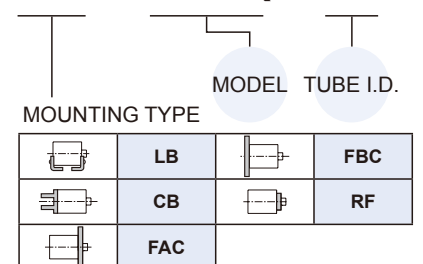 MODEL TUBE I.D.
MOUNTING TYPE
LB FBC
CB RF
FAC